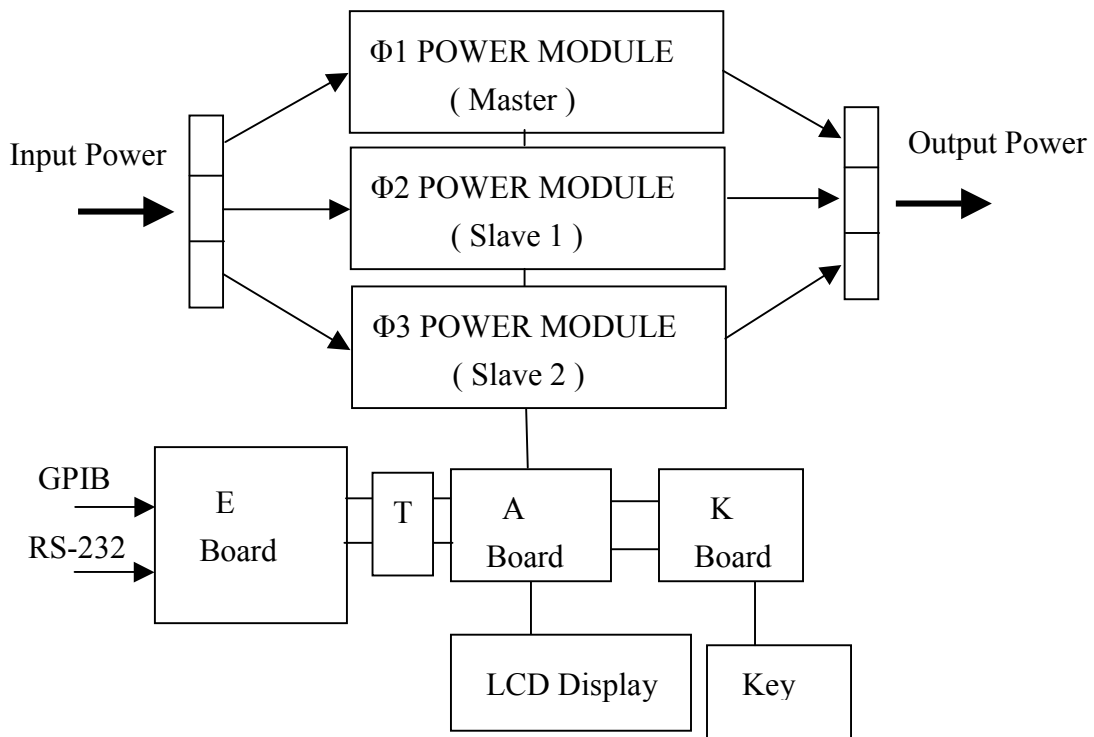 Φ1 POWER MODULE
( Master )
Input Power
Output Power
Φ2 POWER MODULE
( Slave 1 )
Φ3 POWER MODULE
( Slave 2 )
GPIB
RS-232
E
Board
T
A
Board
K
Board
LCD Display
Key